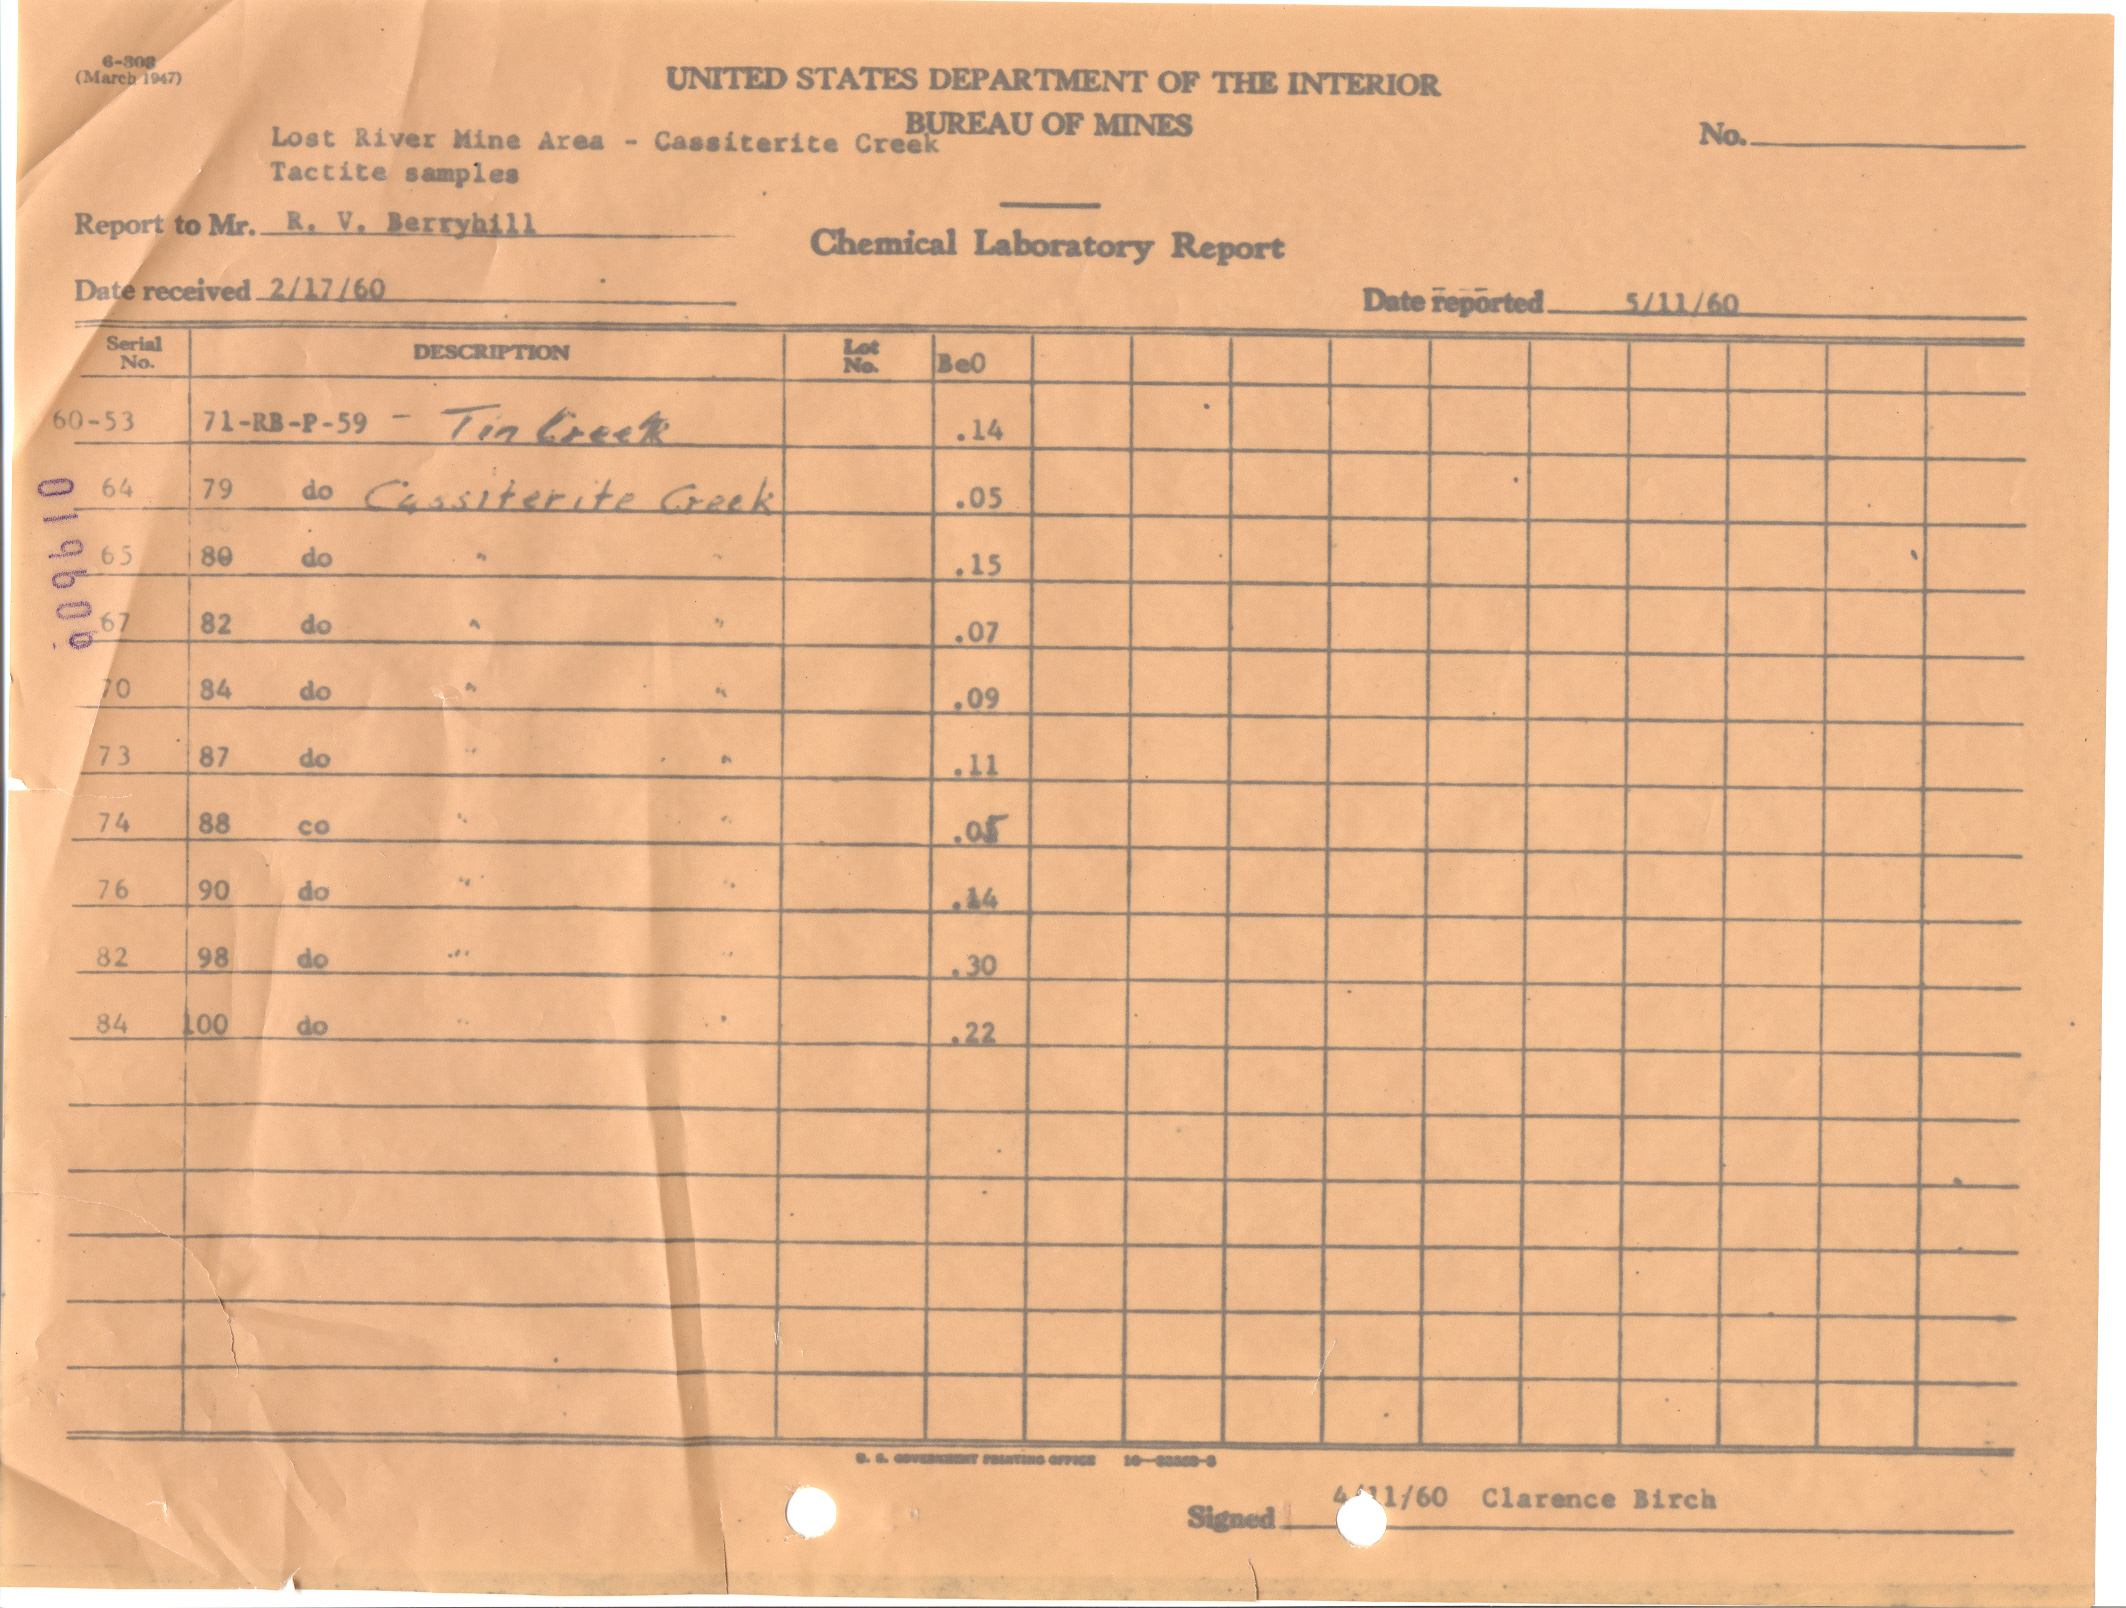 6-303
(March 1947)
UNITED STATES DEPARTMENT OF THE INTERIOR
BUREAU OF MINES
Lost River Mine Area - Cassiterite Creek
No.
Tactite samples
Report to Mr. R. V. Berryhill
Chemical Laboratory Report
Date received 2/17/60
Date reported 5/11/60
Serial No. DESCRIPTION Lot No. BeO
60-53 71-RB-P-59 - Tin Creek .14
64 79 do Cassiterite Creek .05
65 80 do " " .15
67 82 do " " .07
70 84 do " " .09
73 87 do " " .11
74 88 co " " .05
76 90 do " " .14
82 98 do " " .30
84 100 do " " .22
U. S. GOVERNMENT PRINTING OFFICE
4/11/60 Clarence Birch
Signed